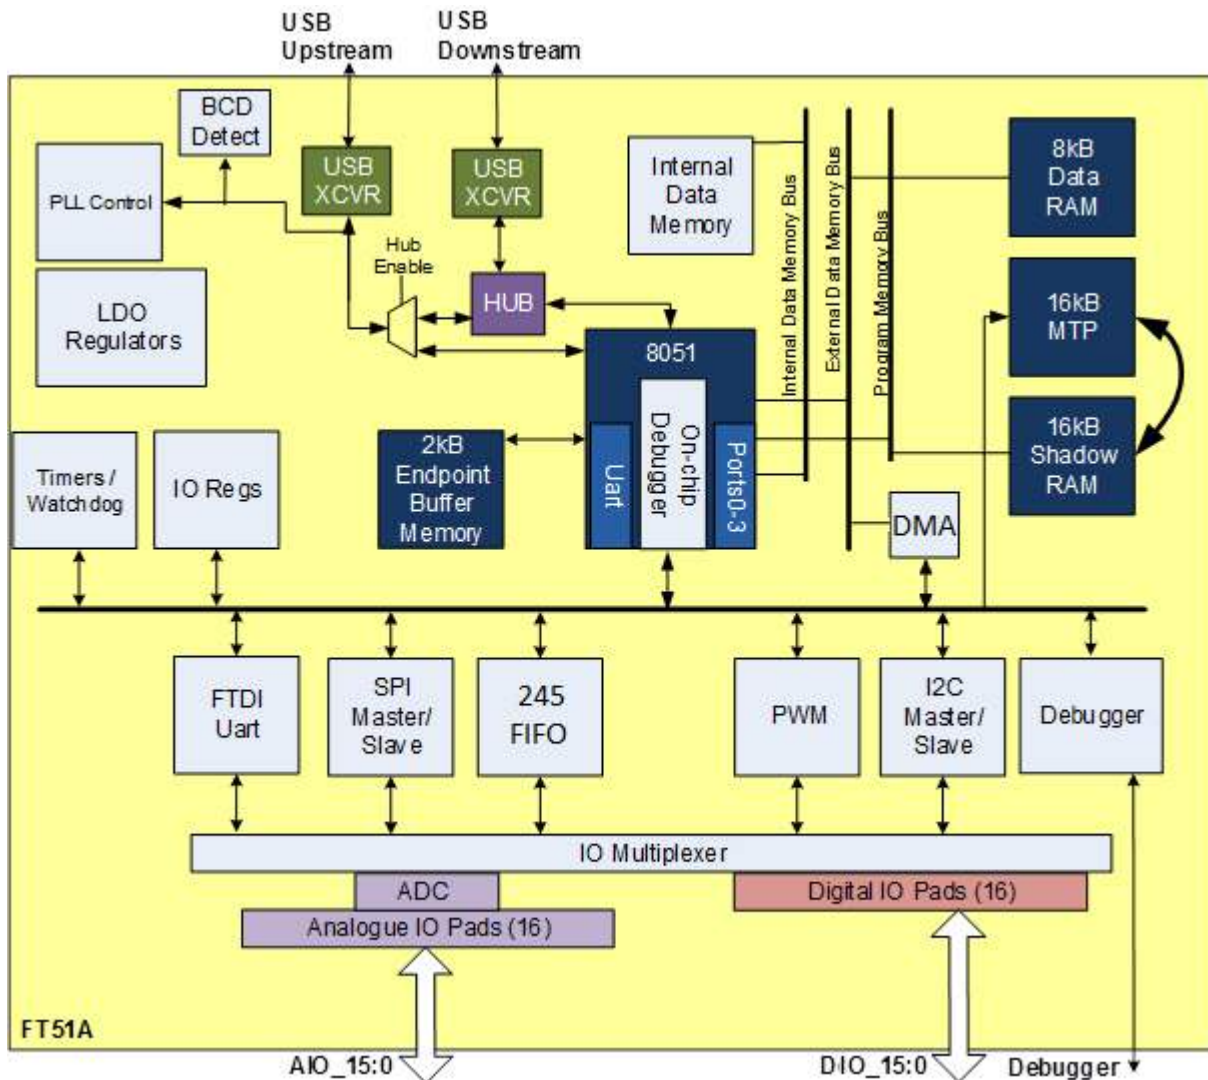 USB
Upstream
USB
Downstream
BCD
Detect
PLL Control
USB
XCVR
USB
XCVR
Internal
Data
Memory
Internal Data Memory Bus
External Data Memory Bus
Program Memory Bus
8kB
Data
RAM
Hub
Enable
HUB
LDO
Regulators
16kB
MTP
8051
On-chip
Debugger
Uart
Ports0-3
2kB
Endpoint
Buffer
Memory
16kB
Shadow
RAM
Timers /
Watchdog
IO Regs
DMA
FTDI
Uart
SPI
Master/
Slave
245
FIFO
PWM
I2C
Master/
Slave
Debugger
IO Multiplexer
ADC
Analogue IO Pads (16)
Digital IO Pads (16)
FT51A
AIO_15:0
DIO_15:0
Debugger